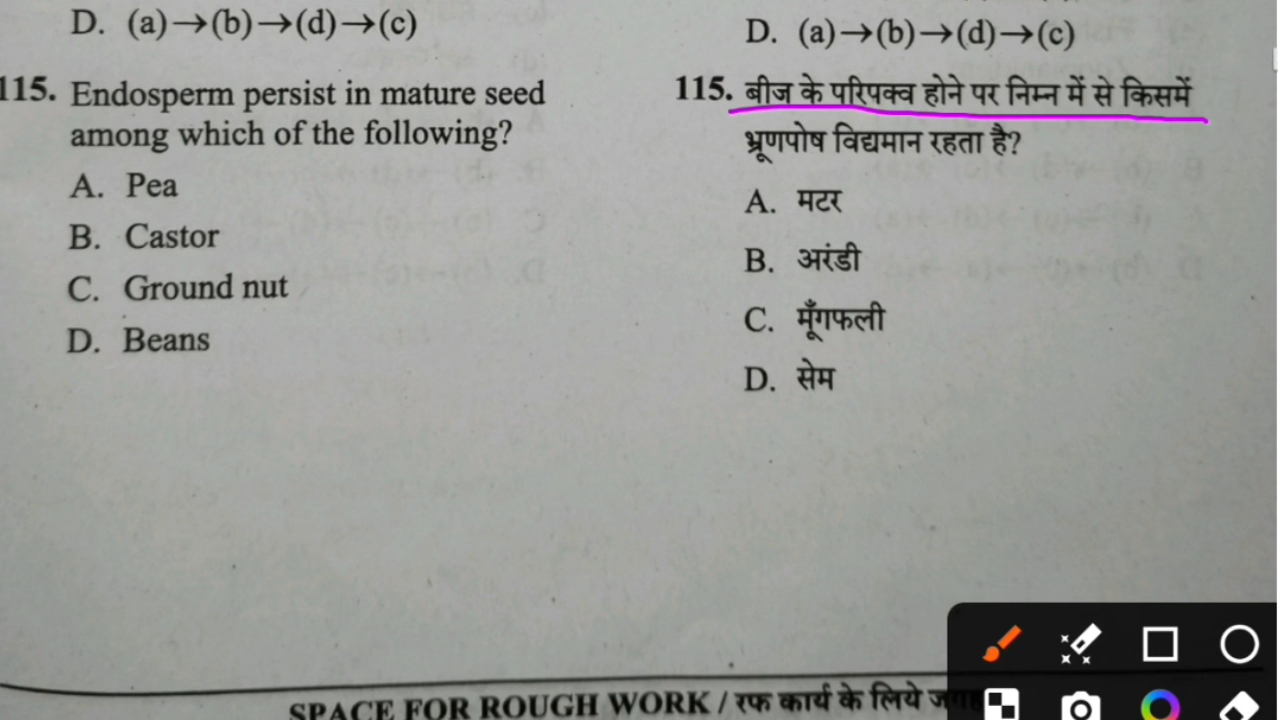 D. (a)→(b)→(d)→(c)
115. Endosperm persist in mature seed
among which of the following?
A. Pea
B. Castor
C. Ground nut
D. Beans
D. (a)→(b)→(d)→(c)
115. बीज के परिपक्व होने पर निम्न में से किसमें
भ्रूणपोष विद्यमान रहता है?
A. मटर
B. अरंडी
C. मूँगफली
D. सेम
SPACE FOR ROUGH WORK / रफ कार्य के लिये